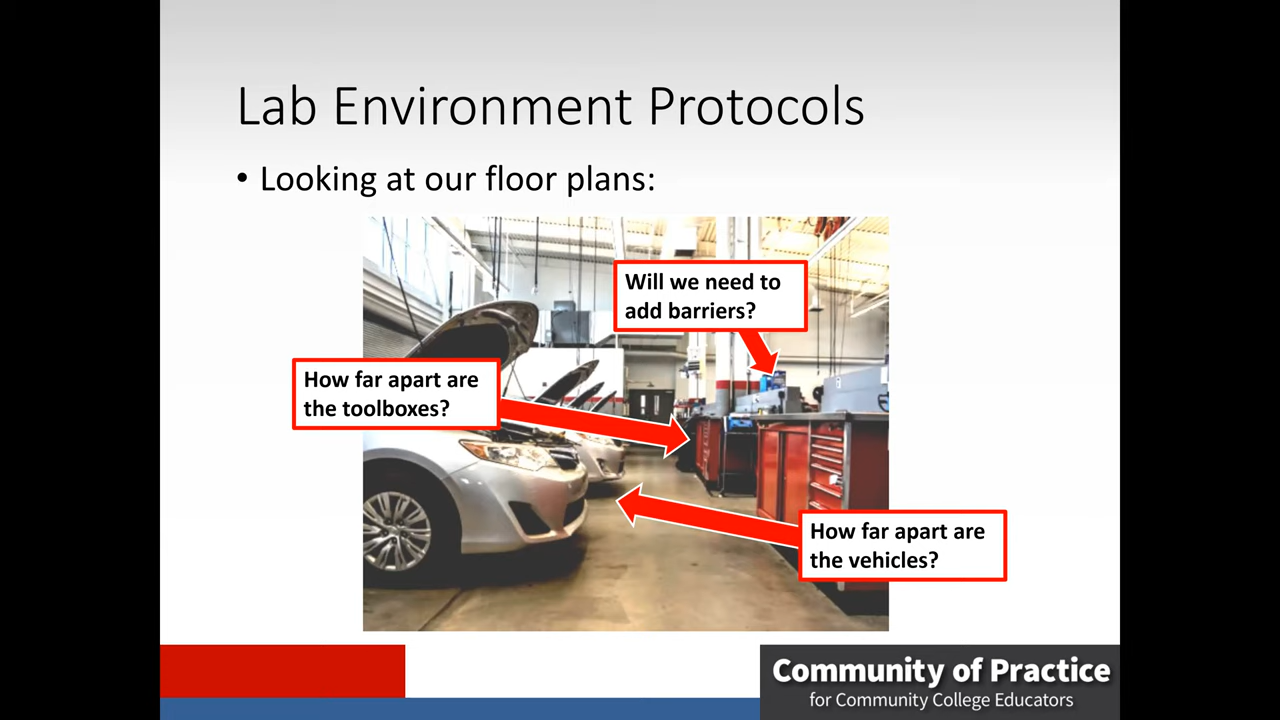 Lab Environment Protocols
• Looking at our floor plans:
Will we need to
add barriers?
How far apart are
the toolboxes?
How far apart are
the vehicles?
Community of Practice
for Community College Educators